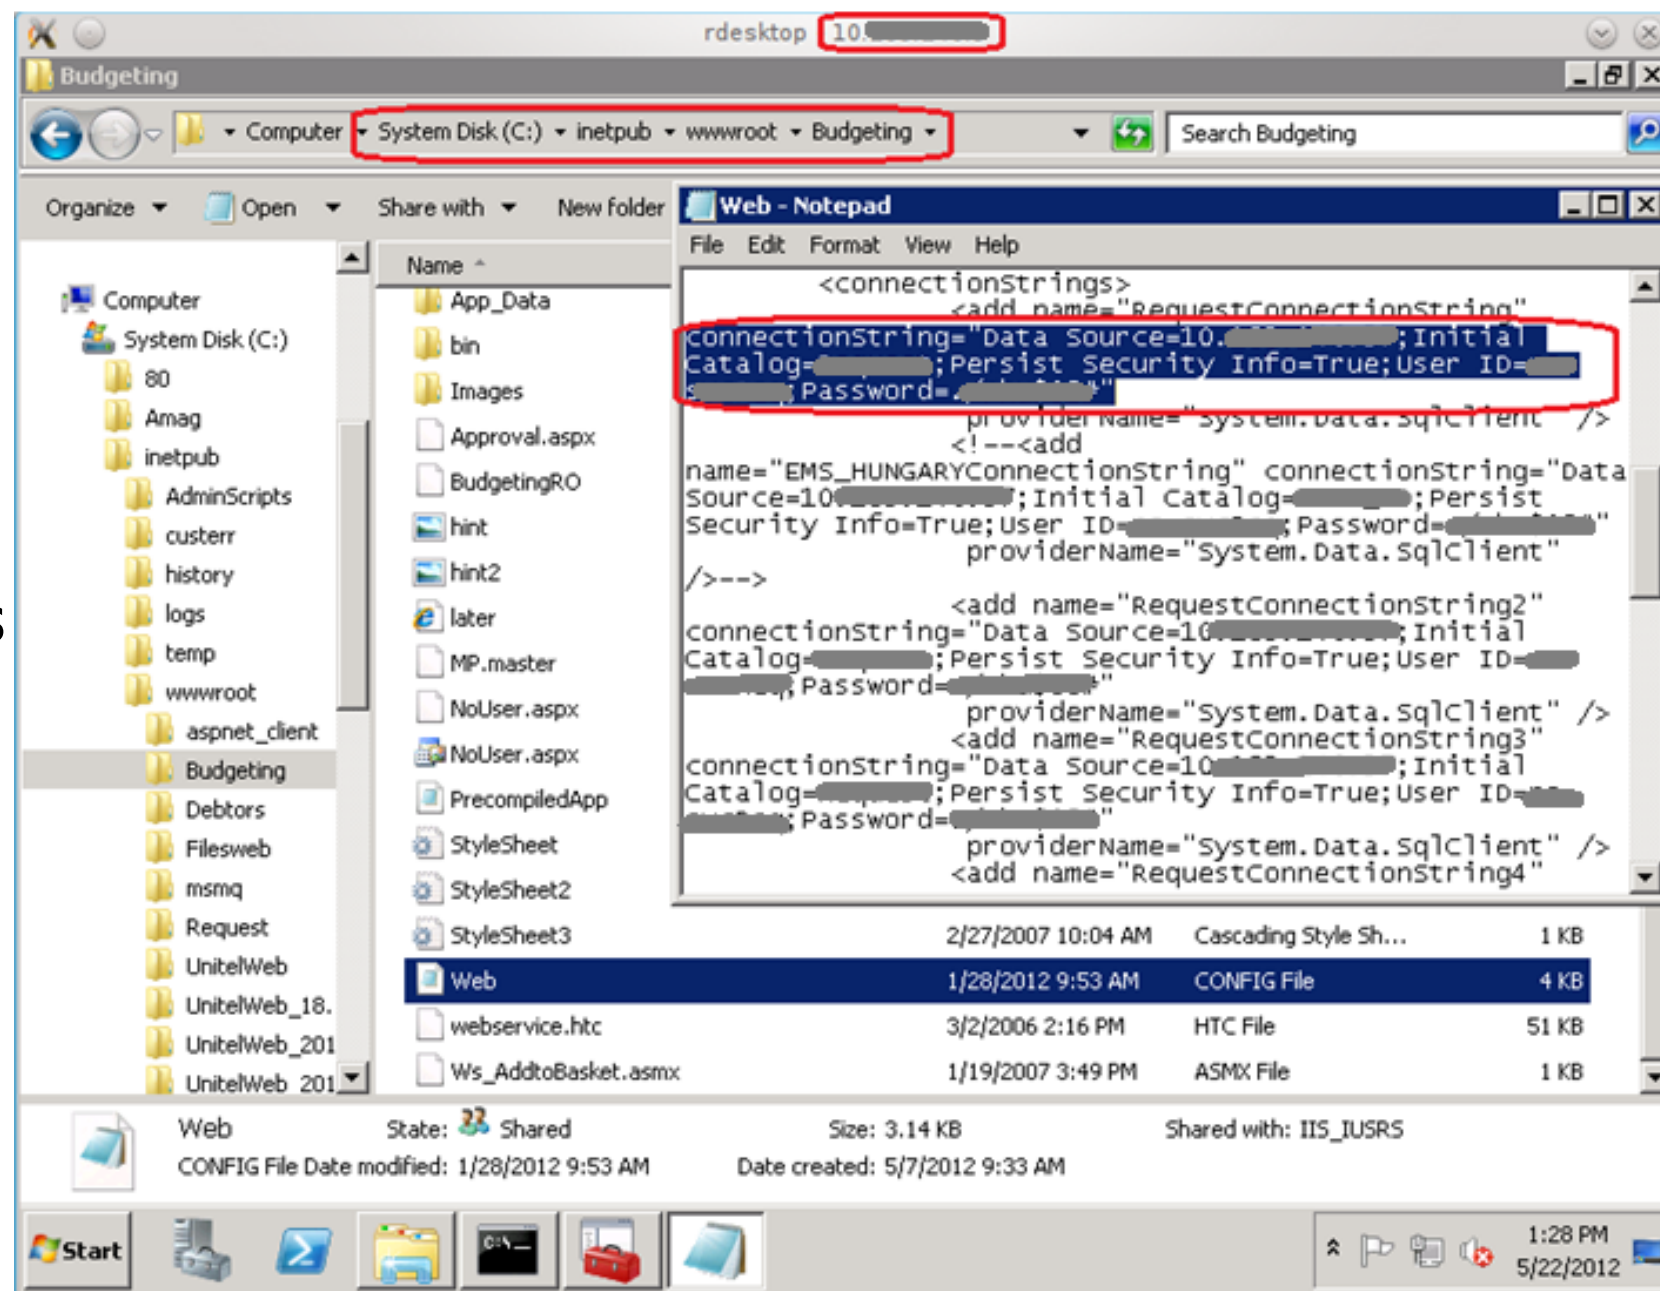 rdesktop 10.
Budgeting
Computer System Disk (C:) inetpub wwwroot Budgeting
Search Budgeting
Organize Open Share with New folder
Computer
System Disk (C:)
80
Amag
inetpub
AdminScripts
custerr
history
logs
temp
wwwroot
aspnet_client
Budgeting
Debtors
Filesweb
msmq
Request
UnitelWeb
UnitelWeb_18.
UnitelWeb_201
UnitelWeb_201
Name
App_Data
bin
Images
Approval.aspx
BudgetingRO
hint
hint2
later
MP.master
NoUser.aspx
NoUser.aspx
PrecompiledApp
StyleSheet
StyleSheet2
StyleSheet3 2/27/2007 10:04 AM Cascading Style Sh... 1 KB
Web 1/28/2012 9:53 AM CONFIG File 4 KB
webservice.htc 3/2/2006 2:16 PM HTC File 51 KB
Ws_AddtoBasket.asmx 1/19/2007 3:49 PM ASMX File 1 KB
Web - Notepad
File Edit Format View Help
<connectionStrings>
<add name="RequestConnectionString"
connectionString="Data Source=10. ;Initial
Catalog= ;Persist Security Info=True;User ID=
;Password= "
providerName="System.Data.SqlClient" />
<!--<add
name="EMS_HUNGARYConnectionString" connectionString="Data
Source=10 ;Initial Catalog= ;Persist
Security Info=True;User ID= ;Password= "
providerName="System.Data.SqlClient"
/>-->
<add name="RequestConnectionString2"
connectionString="Data Source=10 ;Initial
Catalog= ;Persist Security Info=True;User ID=
;Password= "
providerName="System.Data.SqlClient" />
<add name="RequestConnectionString3"
connectionString="Data Source=10 ;Initial
Catalog= ;Persist Security Info=True;User ID=
;Password= "
providerName="System.Data.SqlClient" />
<add name="RequestConnectionString4"
Web State: Shared Size: 3.14 KB Shared with: IIS_IUSRS
CONFIG File Date modified: 1/28/2012 9:53 AM Date created: 5/7/2012 9:33 AM
Start
C:\
1:28 PM
5/22/2012